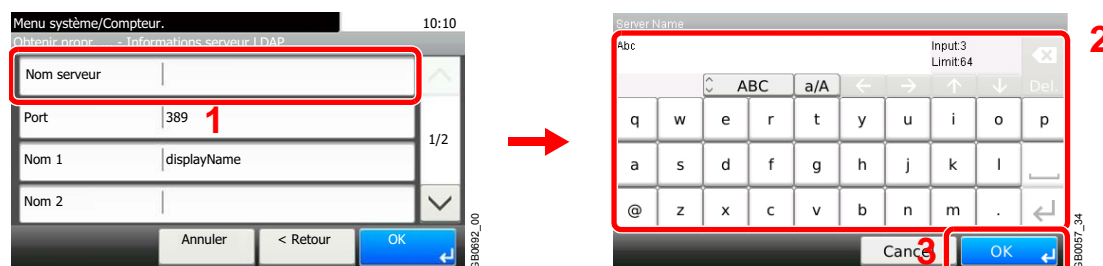 Menu système/Compteur.
10:10
Obtenir propr. - Informations serveur LDAP
Nom serveur
Port
389
1
1/2
Nom 1
displayName
Nom 2
Annuler
< Retour
OK
GB0692_00
Server Name
Abc
Input:3
Limit:64
2
ABC
a/A
Del.
q w e r t y u i o p
a s d f g h j k l
@ z x c v b n m .
Cancel
3
OK
GB0057_34